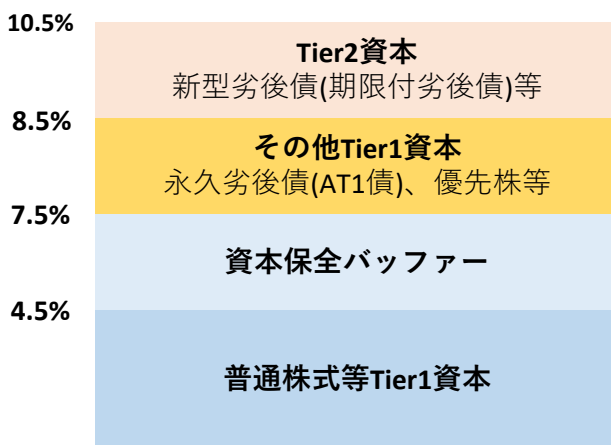 10.5%
Tier2資本
新型劣後債(期限付劣後債)等
8.5%
その他Tier1資本
永久劣後債(AT1債)、優先株等
7.5%
資本保全バッファー
4.5%
普通株式等Tier1資本